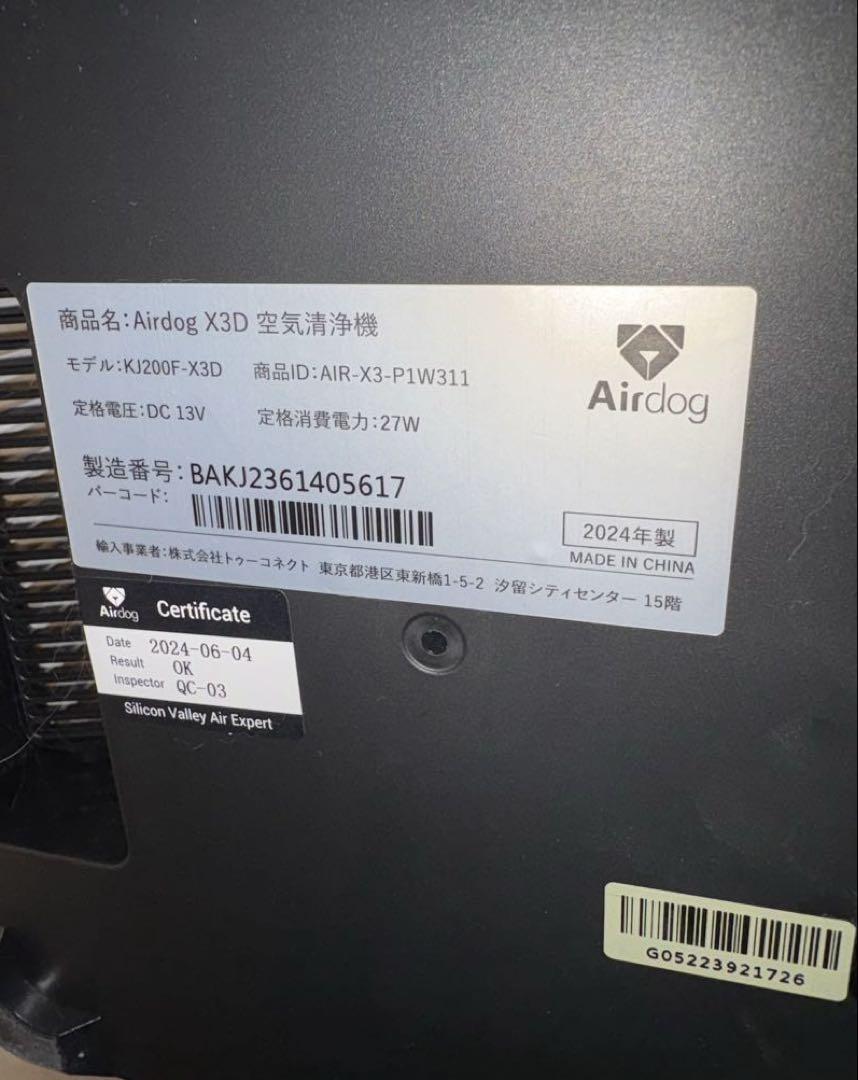 商品名:Airdog X3D 空気清浄機
モデル:KJ200F-X3D 商品ID:AIR-X3-P1W311
定格電圧:DC 13V 定格消費電力:27W
Airdog
製造番号:BAKJ2361405617
バーコード:
2024年製
MADE IN CHINA
輸入事業者:株式会社トゥーコネクト 東京都港区東新橋1-5-2 汐留シティセンター 15階
Airdog Certificate
Date 2024-06-04
Result OK
Inspector QC-03
Silicon Valley Air Expert
G05223921726